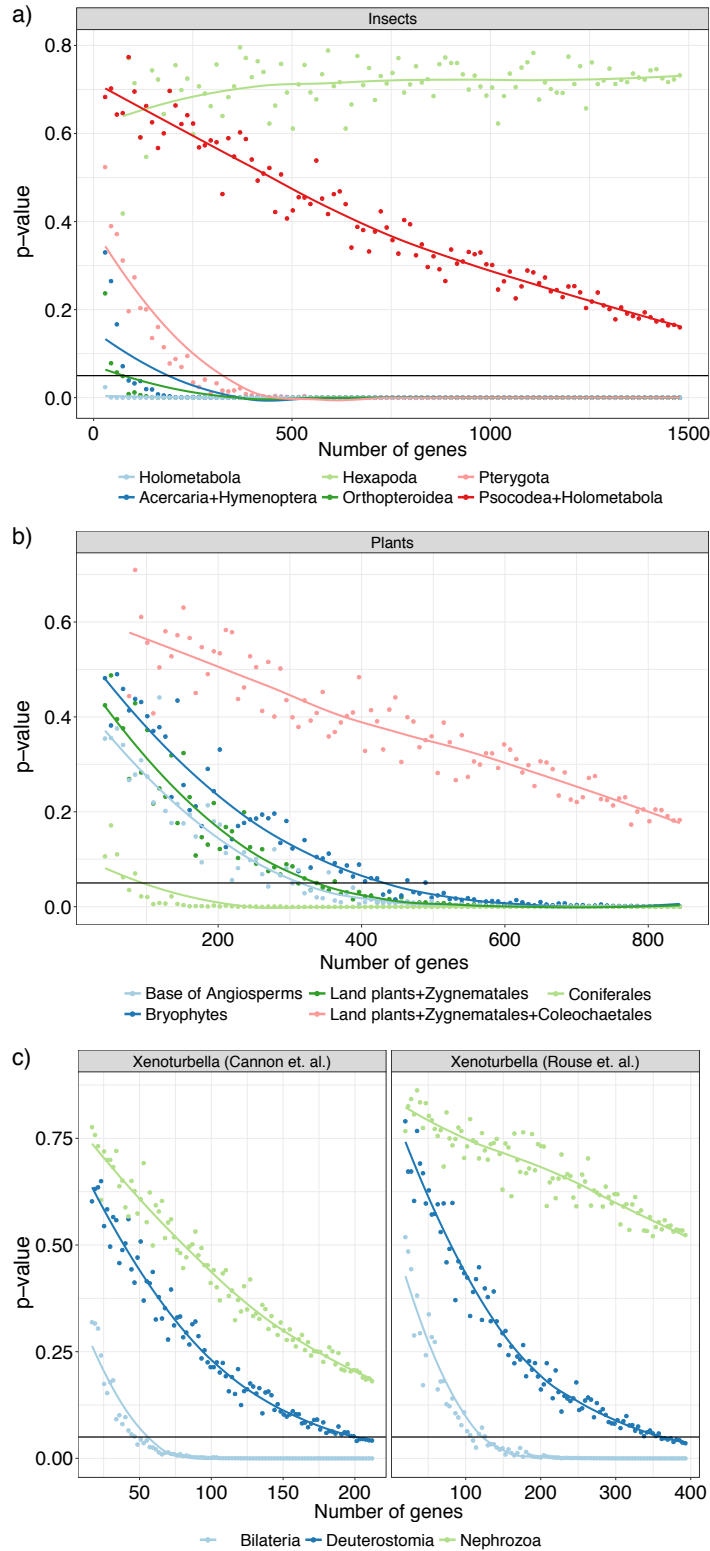 a)
Insects
0.8
0.6
0.4
0.2
0.0
p−value
0 500 1000 1500
Number of genes
Holometabola Hexapoda Pterygota
Acercaria+Hymenoptera Orthopteroidea Psocodea+Holometabola
b)
Plants
0.6
0.4
0.2
0.0
p−value
200 400 600 800
Number of genes
Base of Angiosperms Land plants+Zygnematales Coniferales
Bryophytes Land plants+Zygnematales+Coleochaetales
c)
Xenoturbella (Cannon et. al.) Xenoturbella (Rouse et. al.)
0.75
0.50
0.25
0.00
p−value
50 100 150 200 100 200 300 400
Number of genes
Bilateria Deuterostomia Nephrozoa